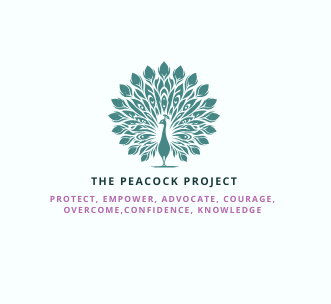 THE PEACOCK PROJECT
PROTECT, EMPOWER, ADVOCATE, COURAGE,
OVERCOME,CONFIDENCE, KNOWLEDGE